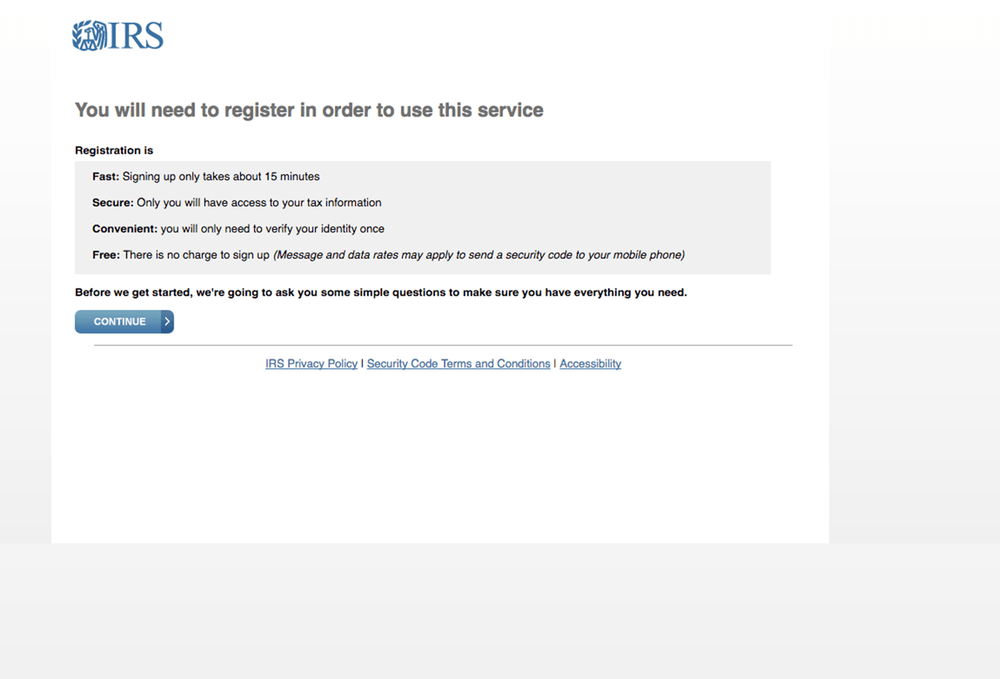 IRS
You will need to register in order to use this service
Registration is
Fast: Signing up only takes about 15 minutes
Secure: Only you will have access to your tax information
Convenient: you will only need to verify your identity once
Free: There is no charge to sign up (Message and data rates may apply to send a security code to your mobile phone)
Before we get started, we're going to ask you some simple questions to make sure you have everything you need.
CONTINUE >
IRS Privacy Policy | Security Code Terms and Conditions | Accessibility